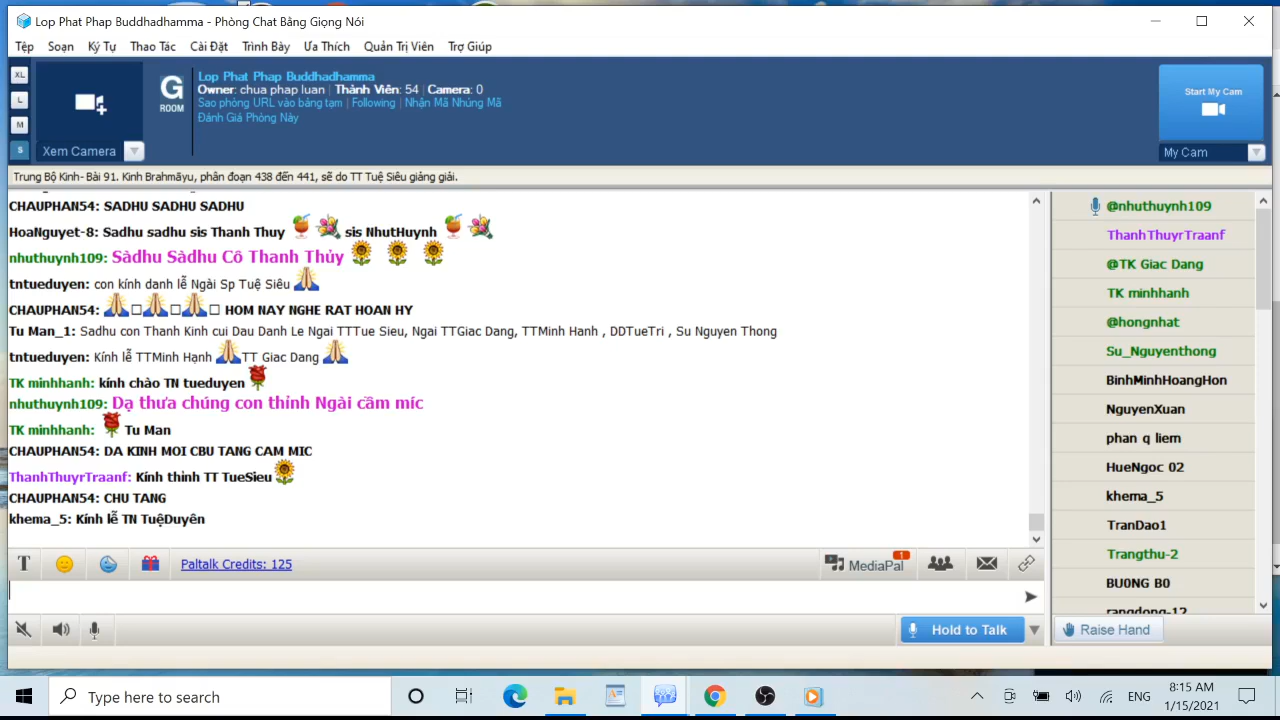 Lop Phat Phap Buddhadhamma - Phòng Chat Bằng Giọng Nói
Tệp Soạn Ký Tự Thao Tác Cài Đặt Trình Bày Ưa Thích Quản Trị Viên Trợ Giúp
XL
L
M
S
Xem Camera
G
ROOM
Lop Phat Phap Buddhadhamma
Owner: chua phap luan | Thành Viên: 54 | Camera: 0
Sao phỏng URL vào bảng tạm | Following | Nhận Mã Nhúng Mã
Đánh Giá Phòng Này
Start My Cam
My Cam
Trung Bộ Kinh- Bài 91. Kinh Brahmāyu, phân đoạn 438 đến 441, sẽ do TT Tuệ Siêu giảng giải.
CHAUPHAN54: SADHU SADHU SADHU
HoaNguyet-8: Sadhu sadhu sis Thanh Thuy sis NhutHuynh
nhuthuynh109: Sàdhu Sàdhu Cô Thanh Thủy
tntueduyen: con kính danh lễ Ngài Sp Tuệ Siêu
CHAUPHAN54: HOM NAY NGHE RAT HOAN HY
Tu Man_1: Sadhu con Thanh Kinh cui Dau Danh Le Ngai TTTue Sieu, Ngai TTGiac Dang, TTMinh Hanh , DDTueTri , Su Nguyen Thong
tntueduyen: Kính lễ TTMinh Hạnh TT Giac Dang
TK minhhanh: kính chào TN tueduyen
nhuthuynh109: Dạ thưa chúng con thỉnh Ngài cầm míc
TK minhhanh: Tu Man
CHAUPHAN54: DA KINH MOI CBU TANG CAM MIC
ThanhThuyrTraanf: Kính thỉnh TT TueSieu
CHAUPHAN54: CHU TANG
khema_5: Kính lễ TN TuệDuyên
@nhuthuynh109
ThanhThuyrTraanf
@TK Giac Dang
TK minhhanh
@hongnhat
Su_Nguyenthong
BinhMinhHoangHon
NguyenXuan
phan q liem
HueNgoc 02
khema_5
TranDao1
Trangthu-2
BU0NG B0
rangdong-12
T Paltalk Credits: 125 MediaPal 1
Hold to Talk
Raise Hand
Type here to search
ENG
8:15 AM
1/15/2021